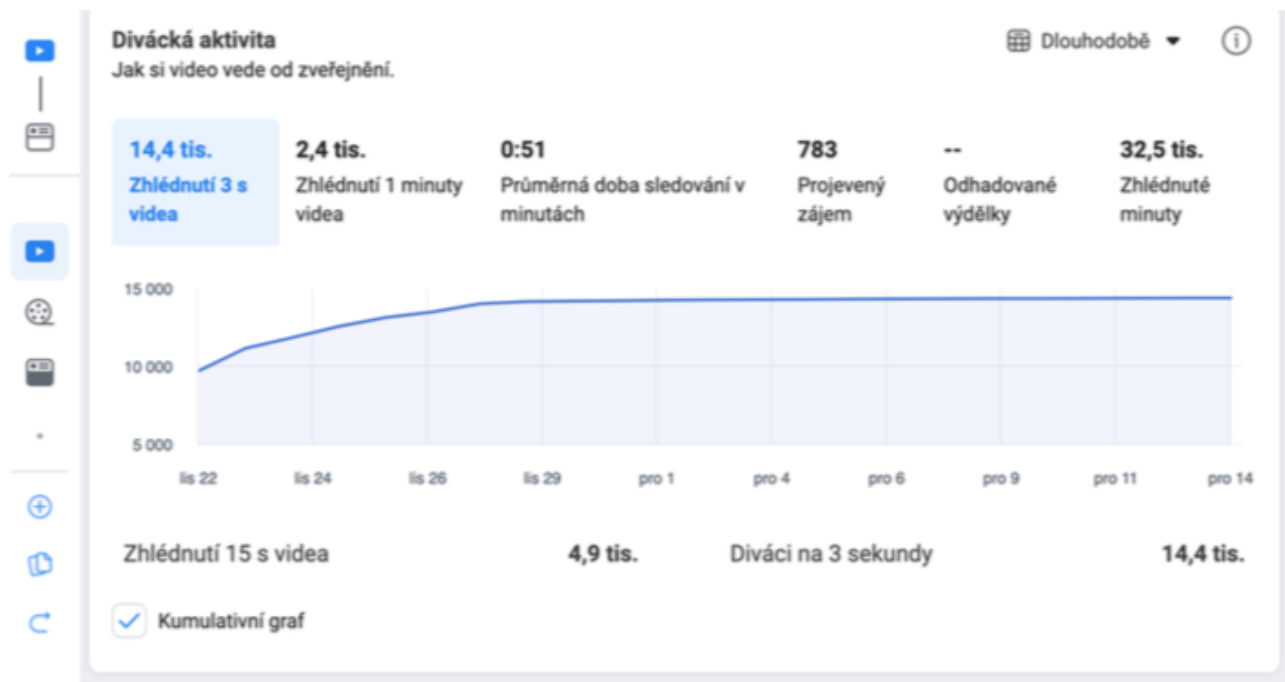 Divácká aktivita
Dlouhodobě
Jak si video vede od zveřejnění.
14,4 tis.
Zhlédnutí 3 s
videa
2,4 tis.
Zhlédnutí 1 minuty
videa
0:51
Průměrná doba sledování v
minutách
783
Projevený
zájem
--
Odhadované
výdělky
32,5 tis.
Zhlédnuté
minuty
15 000
10 000
5 000
lis 22
lis 24
lis 26
lis 29
pro 1
pro 4
pro 6
pro 9
pro 11
pro 14
Zhlédnutí 15 s videa
4,9 tis.
Diváci na 3 sekundy
14,4 tis.
Kumulativní graf